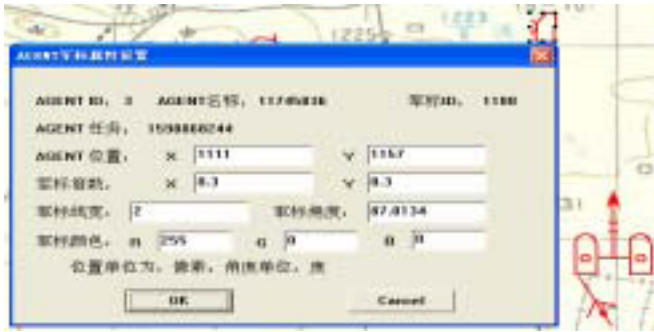 1223
1225
AGENT军标属性设置
AGENT ID： 3 AGENT名称： 11745036 军标ID： 1100
AGENT 任务： 1598868244
AGENT 位置： X 1111 Y 1157
军标倍数： X 0.3 Y 0.3
军标线宽： 2 军标角度： 87.0134
军标颜色： R 255 G 0 B 0
位置单位为：像素，角度单位：度
OK Cancel